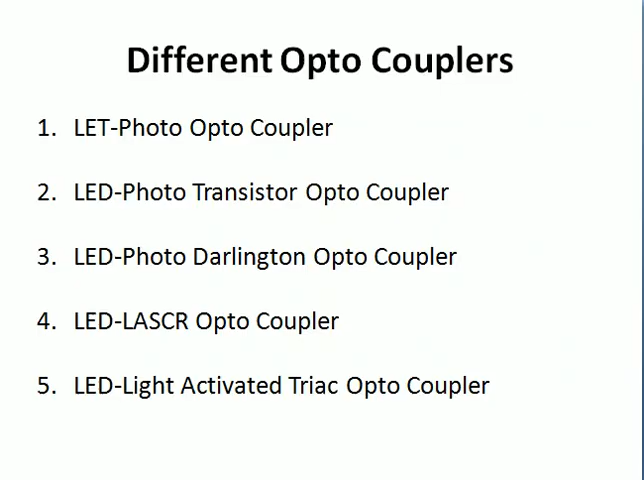 Different Opto Couplers
1. LET-Photo Opto Coupler
2. LED-Photo Transistor Opto Coupler
3. LED-Photo Darlington Opto Coupler
4. LED-LASCR Opto Coupler
5. LED-Light Activated Triac Opto Coupler